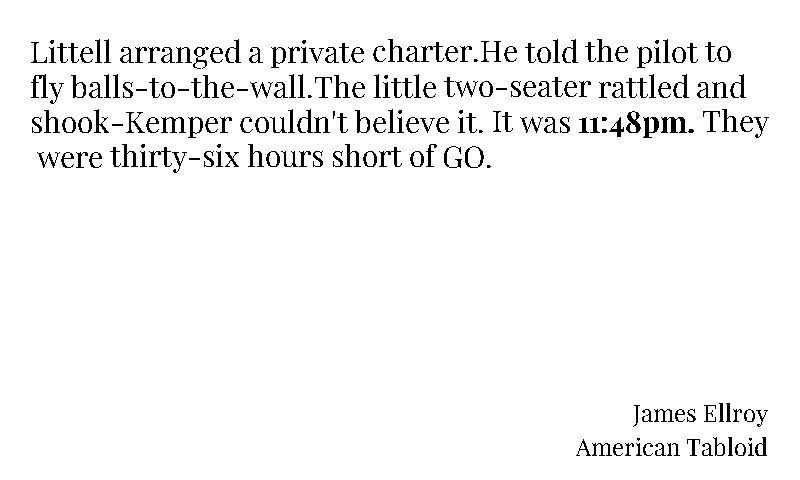 Littell arranged a private charter.He told the pilot to
fly balls-to-the-wall.The little two-seater rattled and
shook-Kemper couldn't believe it. It was 11:48pm. They
were thirty-six hours short of GO.
James Ellroy
American Tabloid